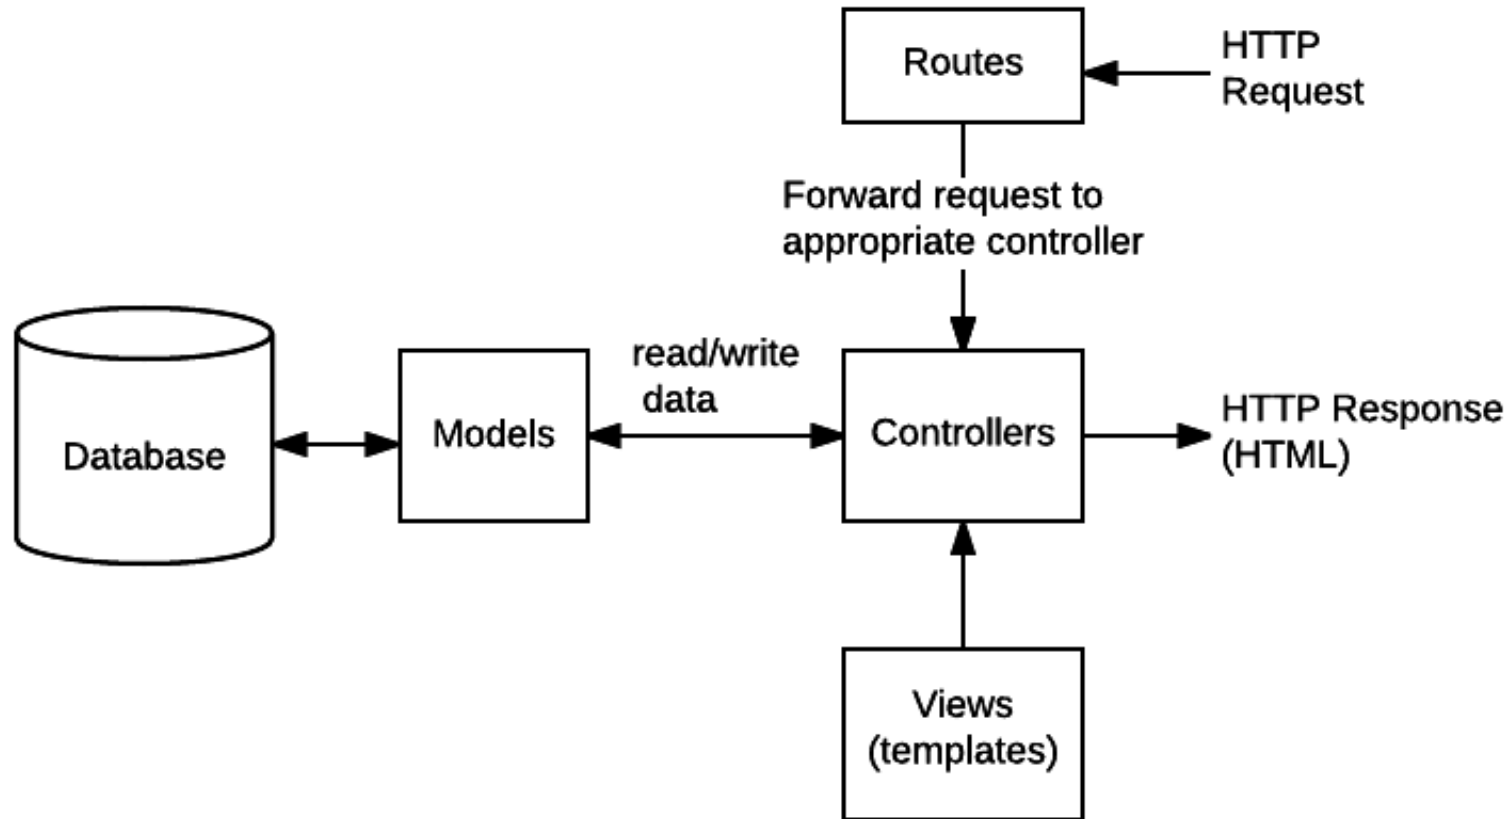 Routes
HTTP
Request
Forward request to
appropriate controller
read/write
data
Database
Models
Controllers
HTTP Response
(HTML)
Views
(templates)